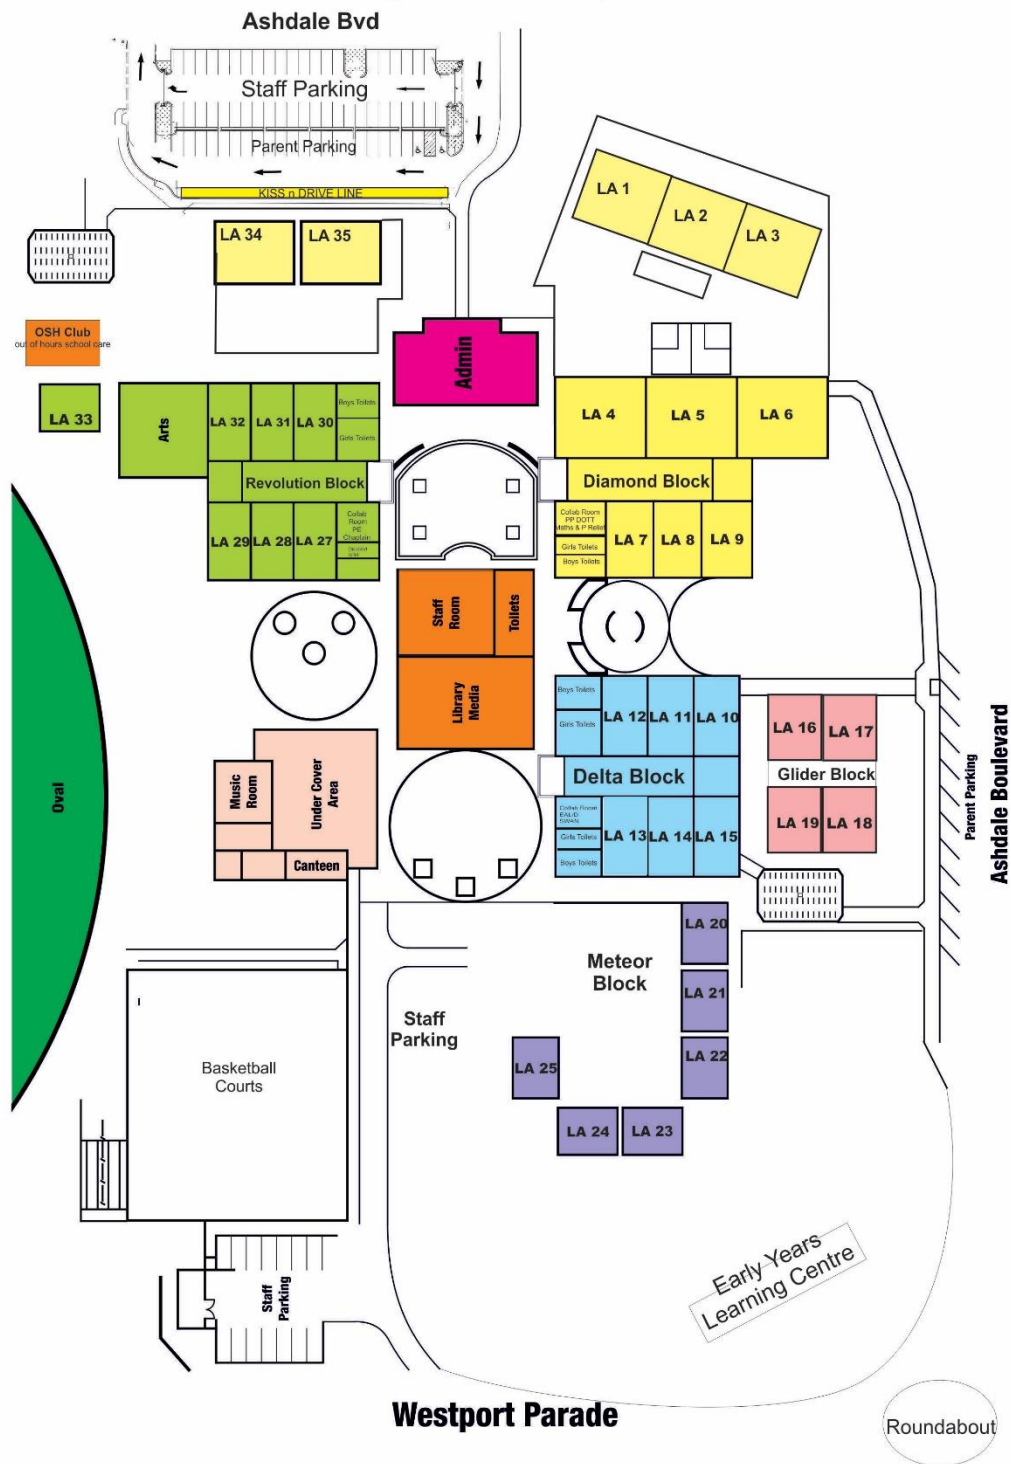 Ashdale Bvd
Staff Parking
Parent Parking
KISS n DRIVE LINE
LA 34
LA 35
LA 1
LA 2
LA 3
OSH Club
out of hours school care
LA 33
Arts
LA 32
LA 31
LA 30
Boys Toilets
Girls Toilets
Revolution Block
LA 29
LA 28
LA 27
Collab
Room
PE
Chaplain
Admin
LA 4
LA 5
LA 6
Diamond Block
Collab Room
PP DOTT
Maths & P Relief
Girls Toilets
Boys Toilets
LA 7
LA 8
LA 9
Staff
Room
Toilets
Library
Media
Boys Toilets
Girls Toilets
LA 12
LA 11
LA 10
Delta Block
Collab Room
EAL/D
SWAN
Girls Toilets
Boys Toilets
LA 13
LA 14
LA 15
LA 16
LA 17
Glider Block
LA 19
LA 18
Parent Parking
Ashdale Boulevard
Oval
Music
Room
Under Cover
Area
Canteen
LA 20
Meteor
Block
LA 21
LA 22
LA 25
LA 24
LA 23
Staff
Parking
Basketball
Courts
Staff
Parking
Early Years
Learning Centre
Westport Parade
Roundabout